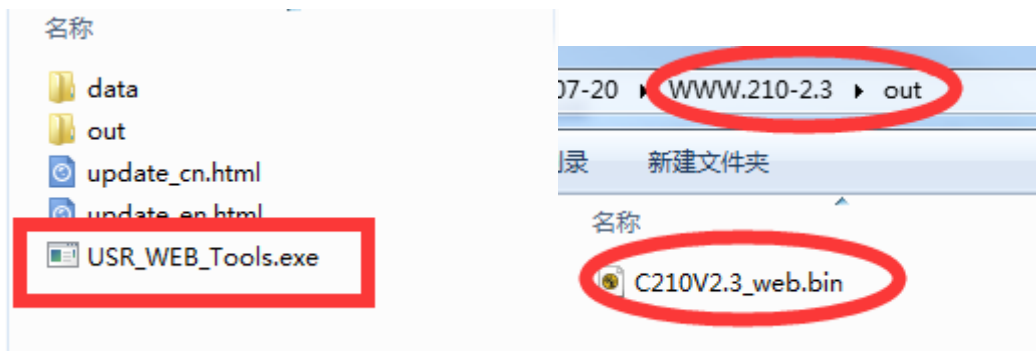 名称
data
out
update_cn.html
update_en.html
USR_WEB_Tools.exe
07-20 ▸ WWW.210-2.3 ▸ out
录 新建文件夹
名称
C210V2.3_web.bin